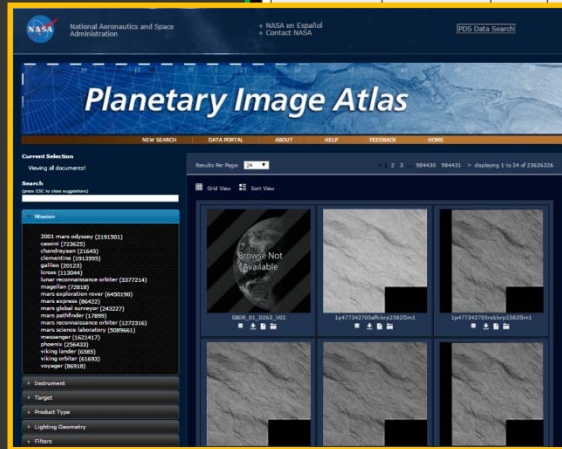 NASA
National Aeronautics and Space
Administration
+ NASA en Español
+ Contact NASA
PDS Data Search
Planetary Image Atlas
NEW SEARCH
DATA PORTAL
ABOUT
HELP
FEEDBACK
HOME
Current Selection
Viewing all documents!
Search
(press ESC to close suggestions)
Mission
2001 mars odyssey (2191501)
cassini (723625)
chandrayaan (21645)
clementine (1913993)
galileo (20123)
lcross (113044)
lunar reconnaissance orbiter (3377214)
magellan (72818)
mars exploration rover (6450190)
mars express (86422)
mars global surveyor (243227)
mars pathfinder (17899)
mars reconnaissance orbiter (1272316)
mars science laboratory (5089661)
messenger (1621417)
phoenix (256433)
viking lander (6585)
viking orbiter (61693)
voyager (86918)
Instrument
Target
Product Type
Lighting Geometry
Filters
Results Per Page: 24
1 2 3 ... 984430 984431 > displaying 1 to 24 of 23626326
Grid View
Sort View
Browse Not
Available
SBDR_01_D263_V02